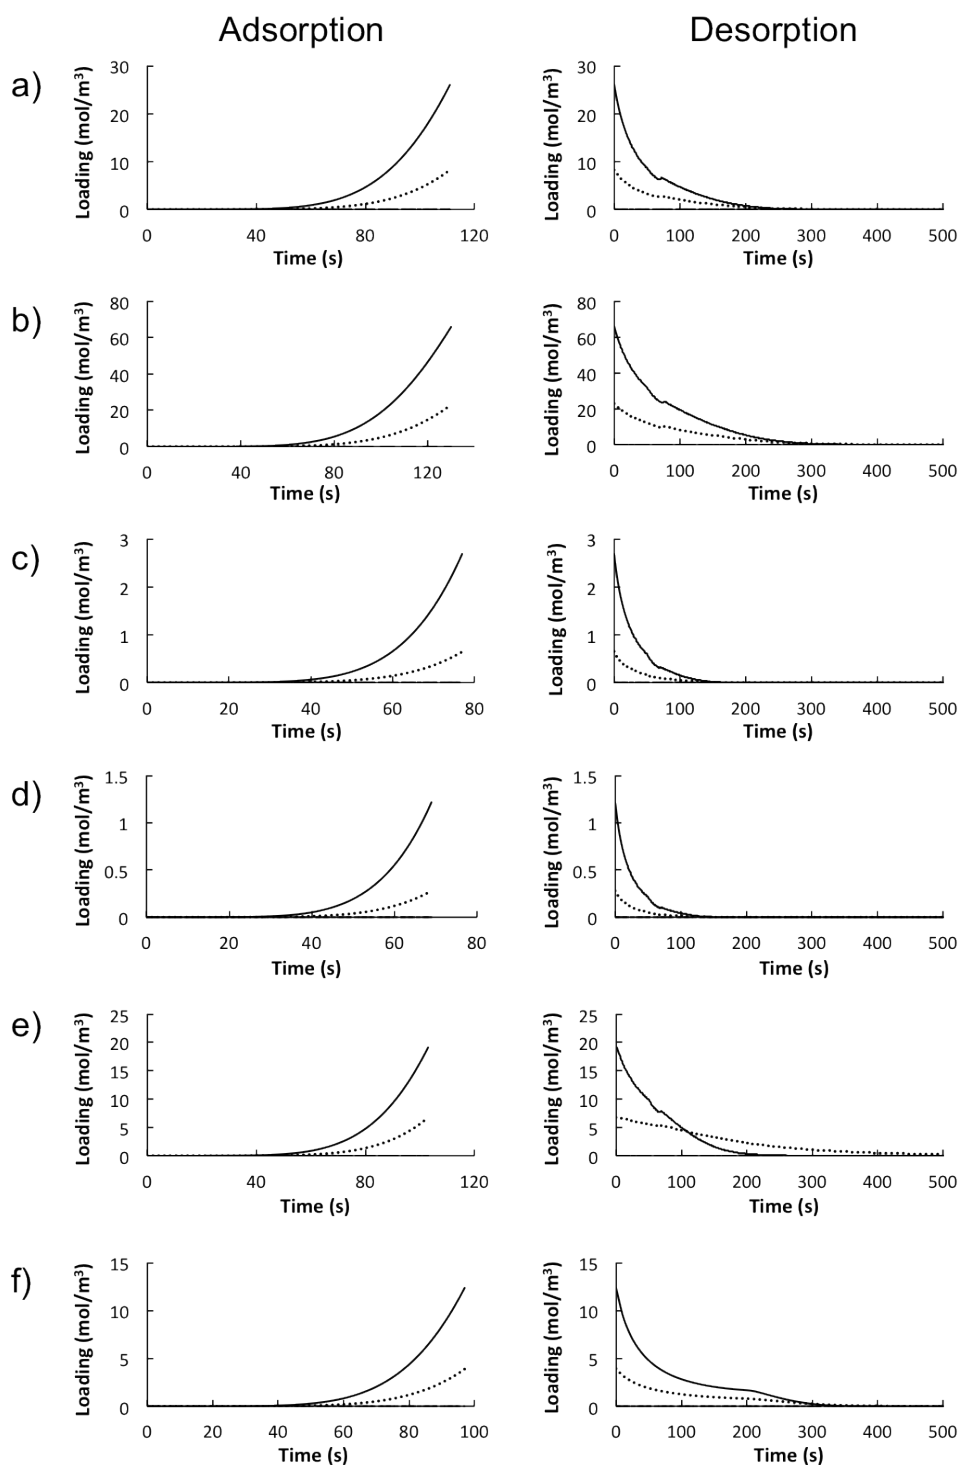 Adsorption Desorption
a)
Loading (mol/m³)
30
20
10
0
0 40 80 120
Time (s)
Loading (mol/m³)
30
20
10
0
0 100 200 300 400 500
Time (s)
b)
Loading (mol/m³)
80
60
40
20
0
0 40 80 120
Time (s)
Loading (mol/m³)
80
60
40
20
0
0 100 200 300 400 500
Time (s)
c)
Loading (mol/m³)
3
2
1
0
0 20 40 60 80
Time (s)
Loading (mol/m³)
3
2
1
0
0 100 200 300 400 500
Time (s)
d)
Loading (mol/m³)
1.5
1
0.5
0
0 20 40 60 80
Time (s)
Loading (mol/m³)
1.5
1
0.5
0
0 100 200 300 400 500
Time (s)
e)
Loading (mol/m³)
25
20
15
10
5
0
0 40 80 120
Time (s)
Loading (mol/m³)
25
20
15
10
5
0
0 100 200 300 400 500
Time (s)
f)
Loading (mol/m³)
15
10
5
0
0 20 40 60 80 100
Time (s)
Loading (mol/m³)
15
10
5
0
0 100 200 300 400 500
Time (s)